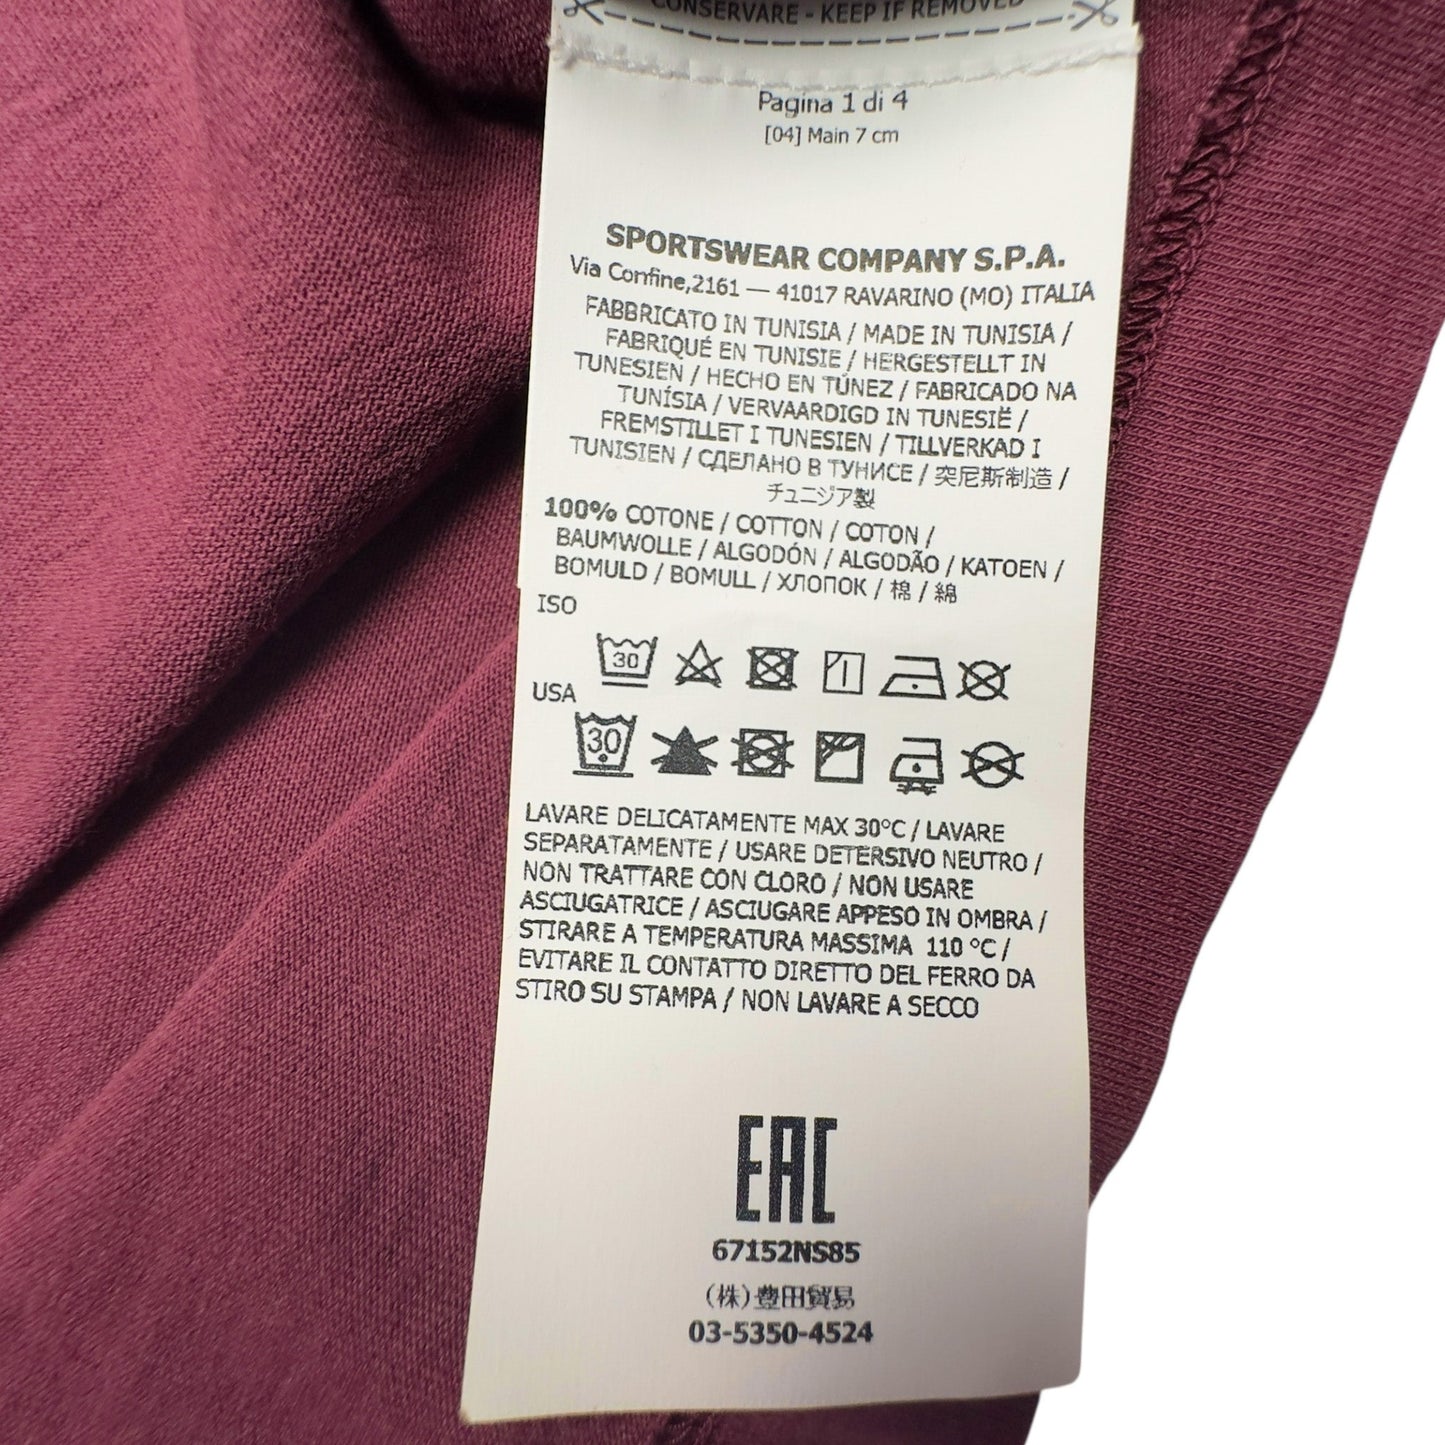 CONSERVARE - KEEP IF REMOVED
Pagina 1 di 4
[04] Main 7 cm
SPORTSWEAR COMPANY S.P.A.
Via Confine,2161 — 41017 RAVARINO (MO) ITALIA
FABBRICATO IN TUNISIA / MADE IN TUNISIA /
FABRIQUÉ EN TUNISIE / HERGESTELLT IN
TUNESIEN / HECHO EN TÚNEZ / FABRICADO NA
TUNÍSIA / VERVAARDIGD IN TUNESIË /
FREMSTILLET I TUNESIEN / TILLVERKAD I
TUNISIEN / СДЕЛАНО В ТУНИСЕ / 突尼斯制造 /
チュニジア製
100% COTONE / COTTON / COTON /
BAUMWOLLE / ALGODÓN / ALGODÃO / KATOEN /
BOMULD / BOMULL / ХЛОПОК / 棉 / 綿
ISO
30
USA
30
LAVARE DELICATAMENTE MAX 30°C / LAVARE
SEPARATAMENTE / USARE DETERSIVO NEUTRO /
NON TRATTARE CON CLORO / NON USARE
ASCIUGATRICE / ASCIUGARE APPESO IN OMBRA /
STIRARE A TEMPERATURA MASSIMA 110 °C /
EVITARE IL CONTATTO DIRETTO DEL FERRO DA
STIRO SU STAMPA / NON LAVARE A SECCO
EAC
67152NS85
(株)豊田貿易
03-5350-4524